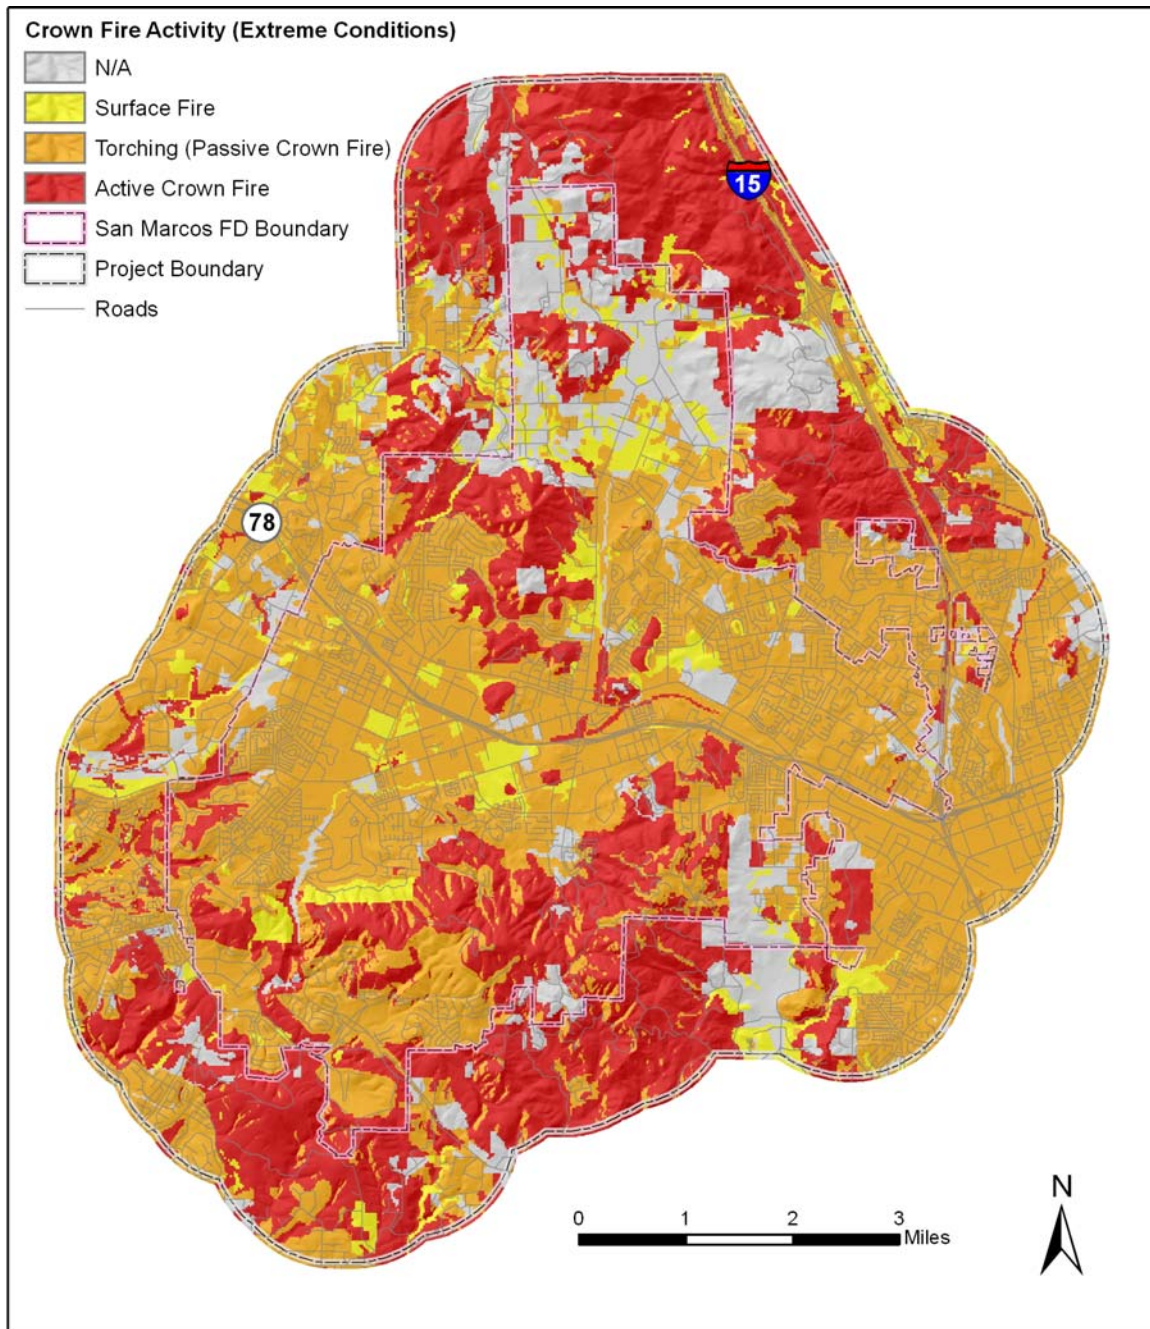 Crown Fire Activity (Extreme Conditions)
N/A
Surface Fire
Torching (Passive Crown Fire)
Active Crown Fire
San Marcos FD Boundary
Project Boundary
Roads
15
78
N
0 1 2 3
Miles